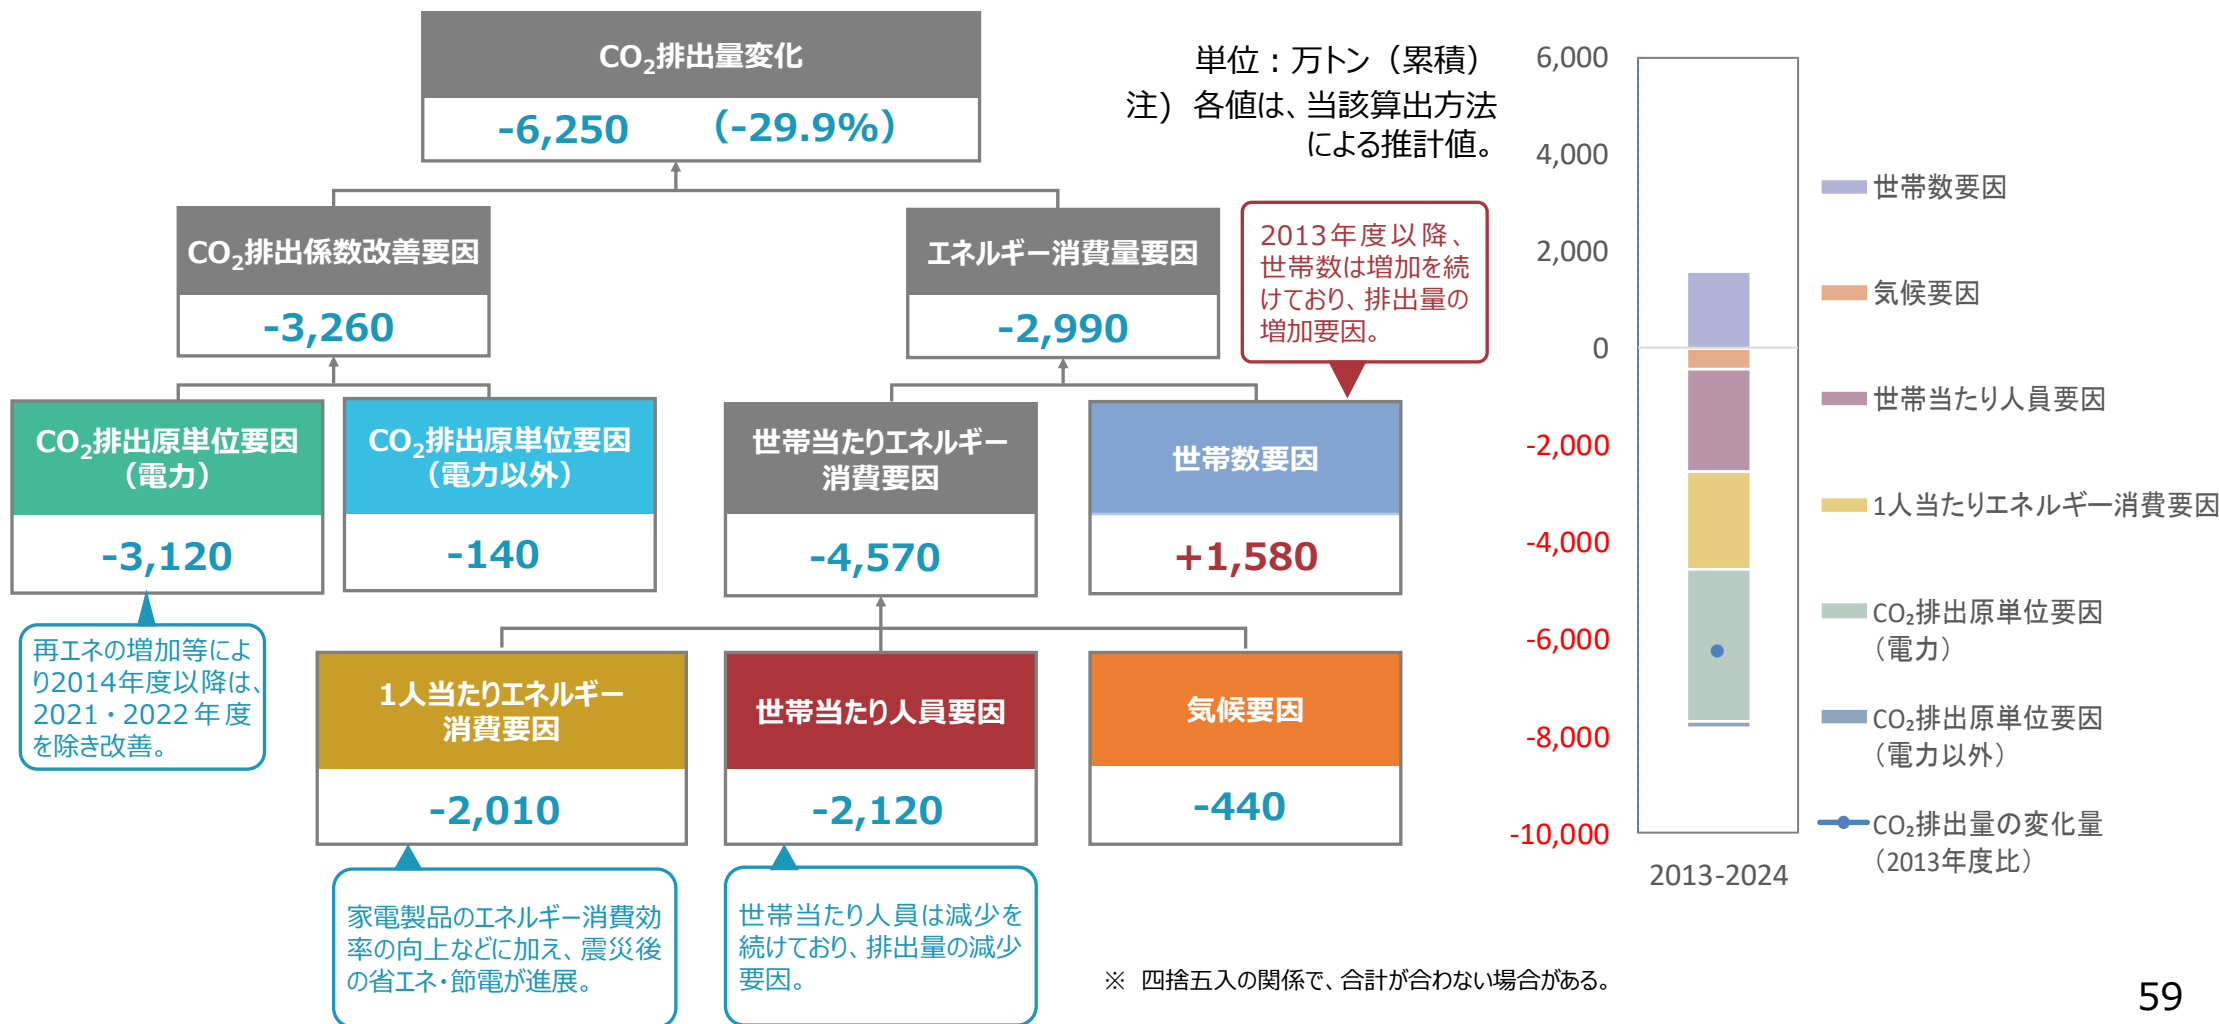 CO₂排出量変化
-6,250 (-29.9%)
単位：万トン（累積）
注）各値は、当該算出方法
による推計値。
CO₂排出係数改善要因
-3,260
エネルギー消費量要因
-2,990
2013年度以降、
世帯数は増加を続
けており、排出量の
増加要因。
CO₂排出原単位要因
（電力）
-3,120
CO₂排出原単位要因
（電力以外）
-140
世帯当たりエネルギー
消費要因
-4,570
世帯数要因
+1,580
再エネの増加等によ
り2014年度以降は、
2021・2022年度
を除き改善。
1人当たりエネルギー
消費要因
-2,010
世帯当たり人員要因
-2,120
気候要因
-440
家電製品のエネルギー消費効
率の向上などに加え、震災後
の省エネ・節電が進展。
世帯当たり人員は減少を
続けており、排出量の減少
要因。
6,000
4,000
2,000
0
-2,000
-4,000
-6,000
-8,000
-10,000
2013-2024
世帯数要因
気候要因
世帯当たり人員要因
1人当たりエネルギー消費要因
CO₂排出原単位要因
（電力）
CO₂排出原単位要因
（電力以外）
CO₂排出量の変化量
（2013年度比）
※ 四捨五入の関係で、合計が合わない場合がある。
59